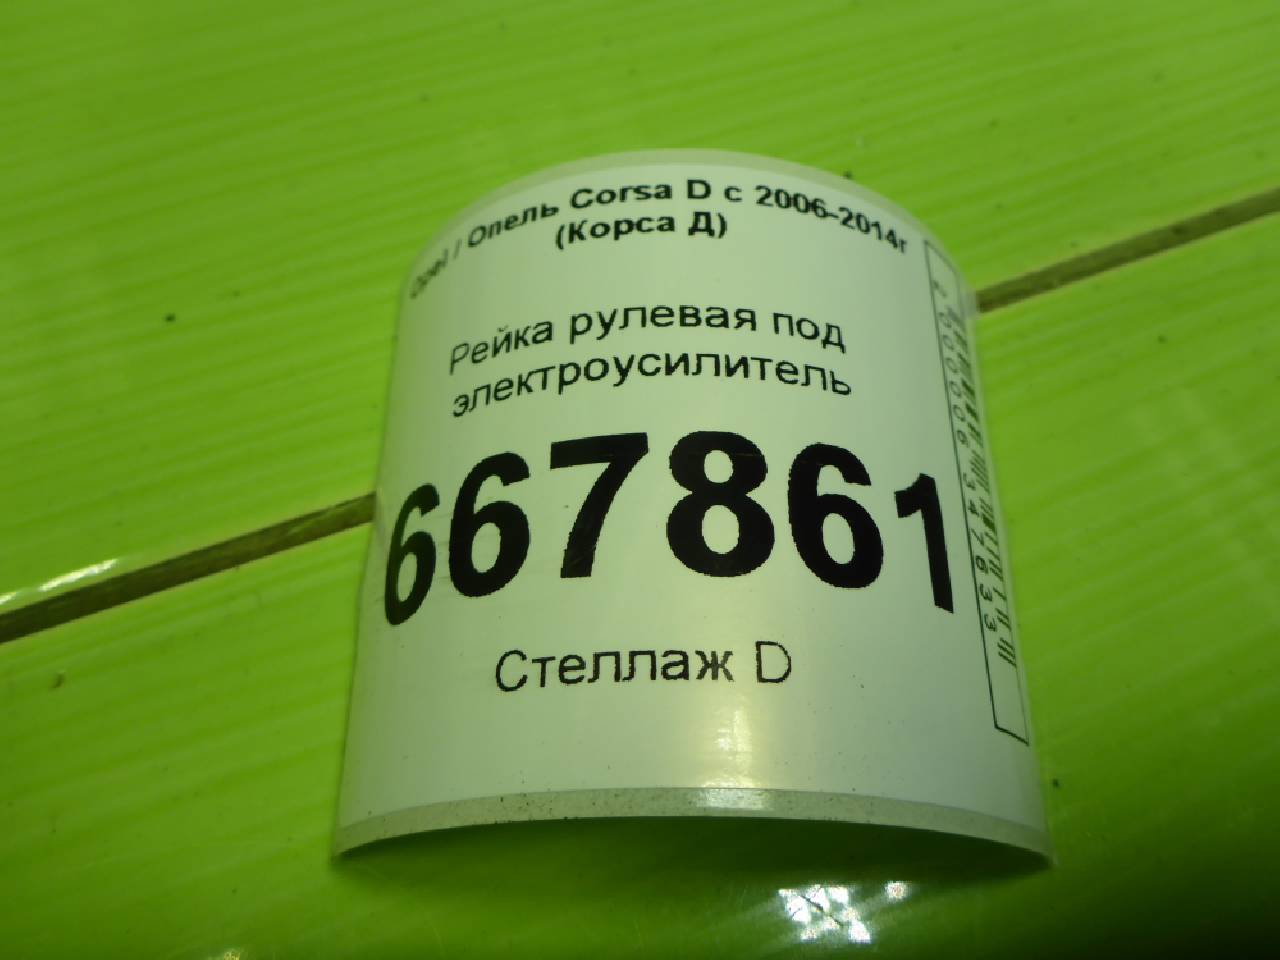 Opel / Опель Corsa D с 2006-2014г
(Корса Д)
Рейка рулевая под
электроусилитель
667861
Стеллаж D